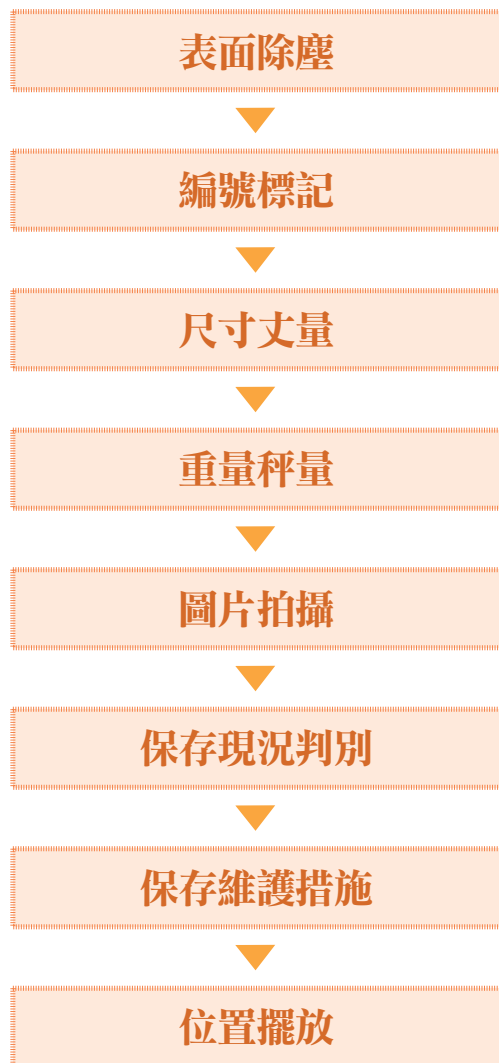 表面除塵
編號標記
尺寸丈量
重量秤量
圖片拍攝
保存現況判別
保存維護措施
位置擺放